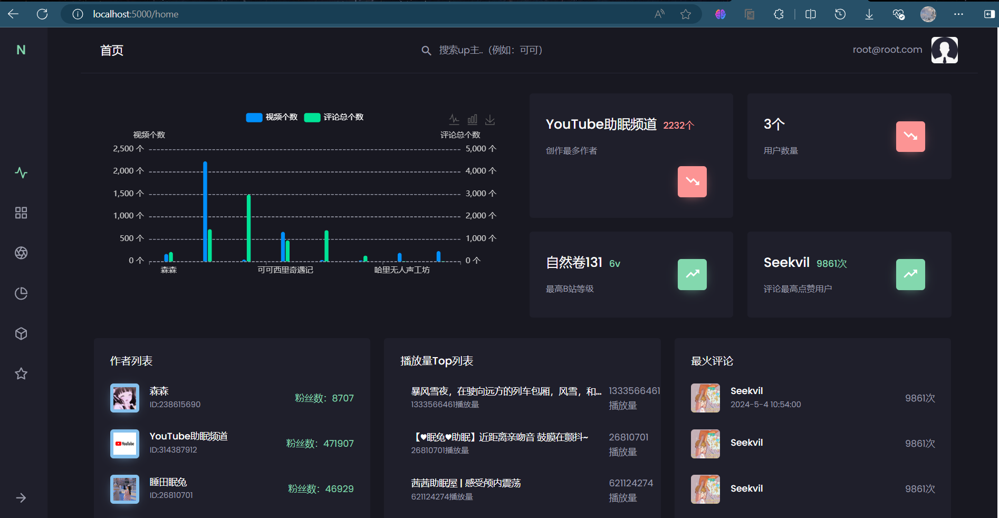 localhost:5000/home
N
首页
搜索up主..（例如：可可）
root@root.com
视频个数 评论总个数
视频个数 评论总个数
2,500 个 5,000 个
2,000 个 4,000 个
1,500 个 3,000 个
1,000 个 2,000 个
500 个 1,000 个
0 个 0 个
森森 可可西里奇遇记 哈里无人声工坊
YouTube助眠频道 2232个
创作最多作者
3个
用户数量
自然卷131 6v
最高B站等级
Seekvil 9861次
评论最高点赞用户
作者列表
森森
ID:238615690
粉丝数：8707
YouTube
YouTube助眠频道
ID:314387912
粉丝数：471907
睡田眠兔
ID:26810701
粉丝数：46929
播放量Top列表
暴风雪夜，在驶向远方的列车包厢，风雪，和...
1333566461播放量
1333566461
播放量
【♥眠兔♥助眠】近距离亲吻音 鼓膜在颤抖~
26810701播放量
26810701
播放量
茜茜助眠屋 | 感受颅内震荡
621124274播放量
621124274
播放量
最火评论
Seekvil
2024-5-4 10:54:00
9861次
Seekvil
9861次
Seekvil
9861次